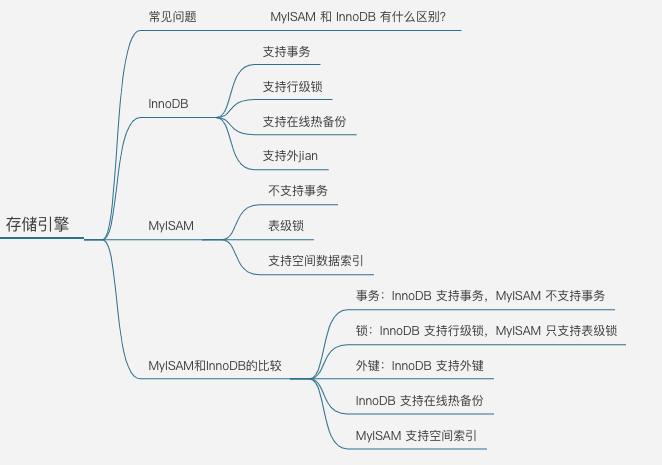 存储引擎
常见问题
MyISAM 和 InnoDB 有什么区别?
InnoDB
支持事务
支持行级锁
支持在线热备份
支持外jian
MyISAM
不支持事务
表级锁
支持空间数据索引
MyISAM和InnoDB的比较
事务：InnoDB 支持事务，MyISAM 不支持事务
锁：InnoDB 支持行级锁，MyISAM 只支持表级锁
外键：InnoDB 支持外键
InnoDB 支持在线热备份
MyISAM 支持空间索引